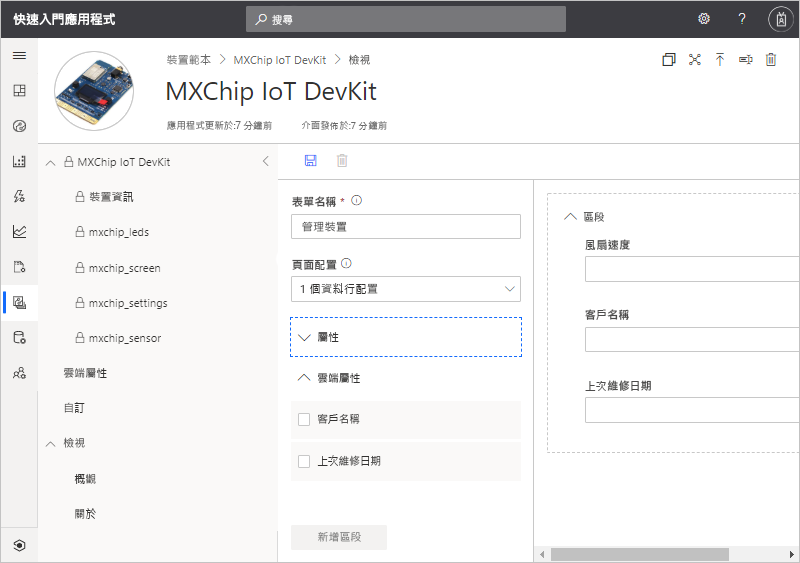 快速入門應用程式
搜尋
裝置範本 > MXChip IoT DevKit > 檢視
MXChip IoT DevKit
應用程式更新於:7 分鐘前 介面發佈於:7 分鐘前
MXChip IoT DevKit
裝置資訊
mxchip_leds
mxchip_screen
mxchip_settings
mxchip_sensor
雲端屬性
自訂
檢視
概觀
關於
表單名稱 *
管理裝置
頁面配置
1 個資料行配置
屬性
雲端屬性
客戶名稱
上次維修日期
新增區段
區段
風扇速度
客戶名稱
上次維修日期